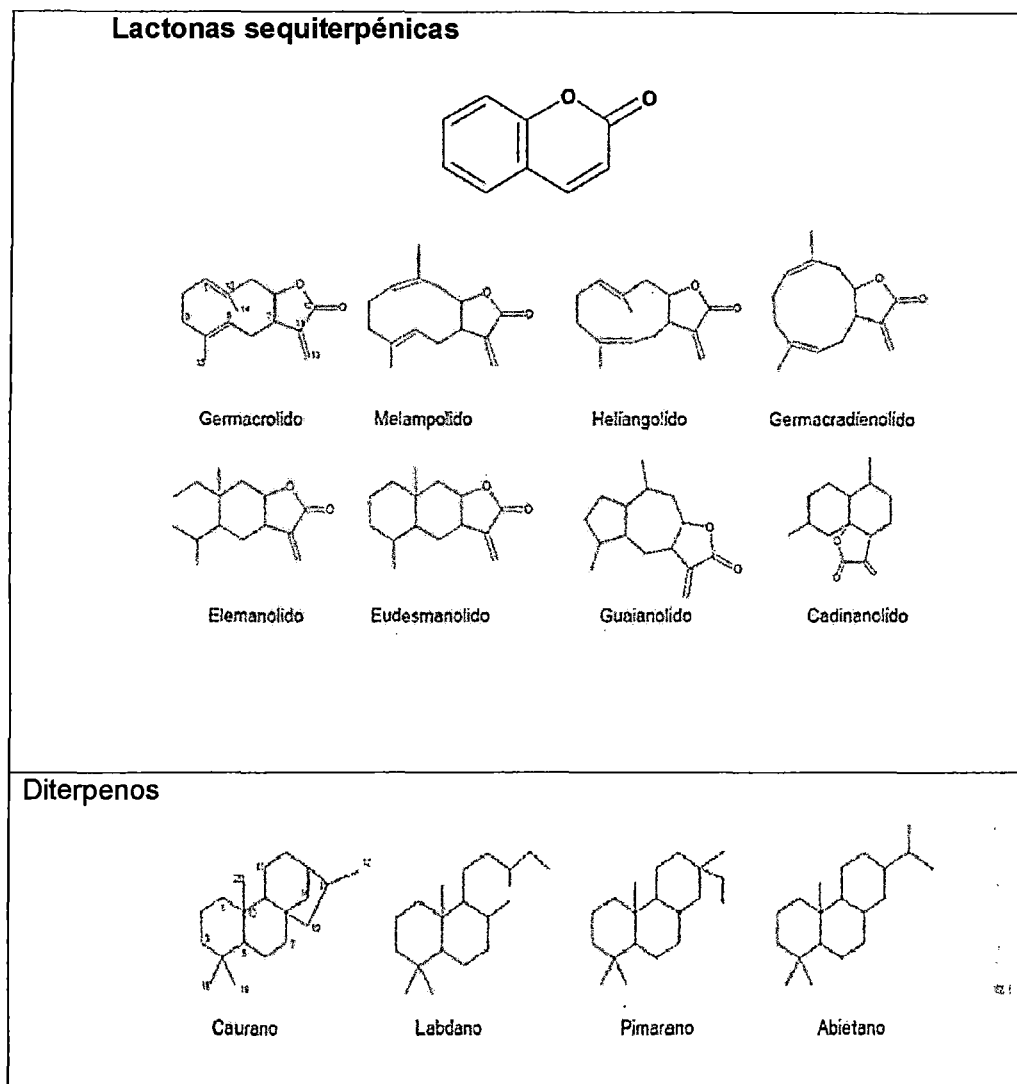 Lactonas sequiterpénicas
O O
O O O O O O O O
Germacrolido Melampolido Heliangolido Germacradienolido
O O O O O O O O
Elemanolido Eudesmanolido Guaianolido Cadinanolido
Diterpenos
Caurano Labdano Pimarano Abietano